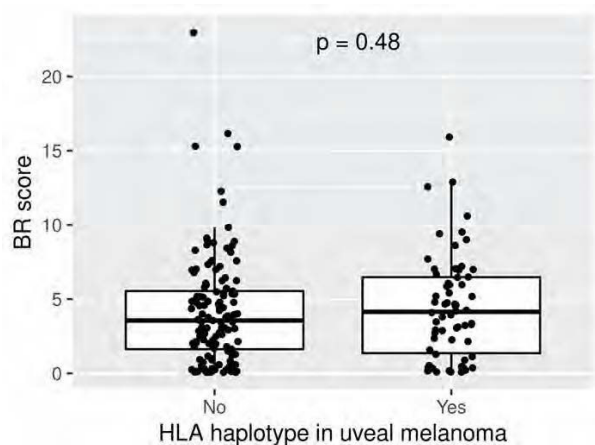 p = 0.48
20
15
10
5
0
BR score
No Yes
HLA haplotype in uveal melanoma